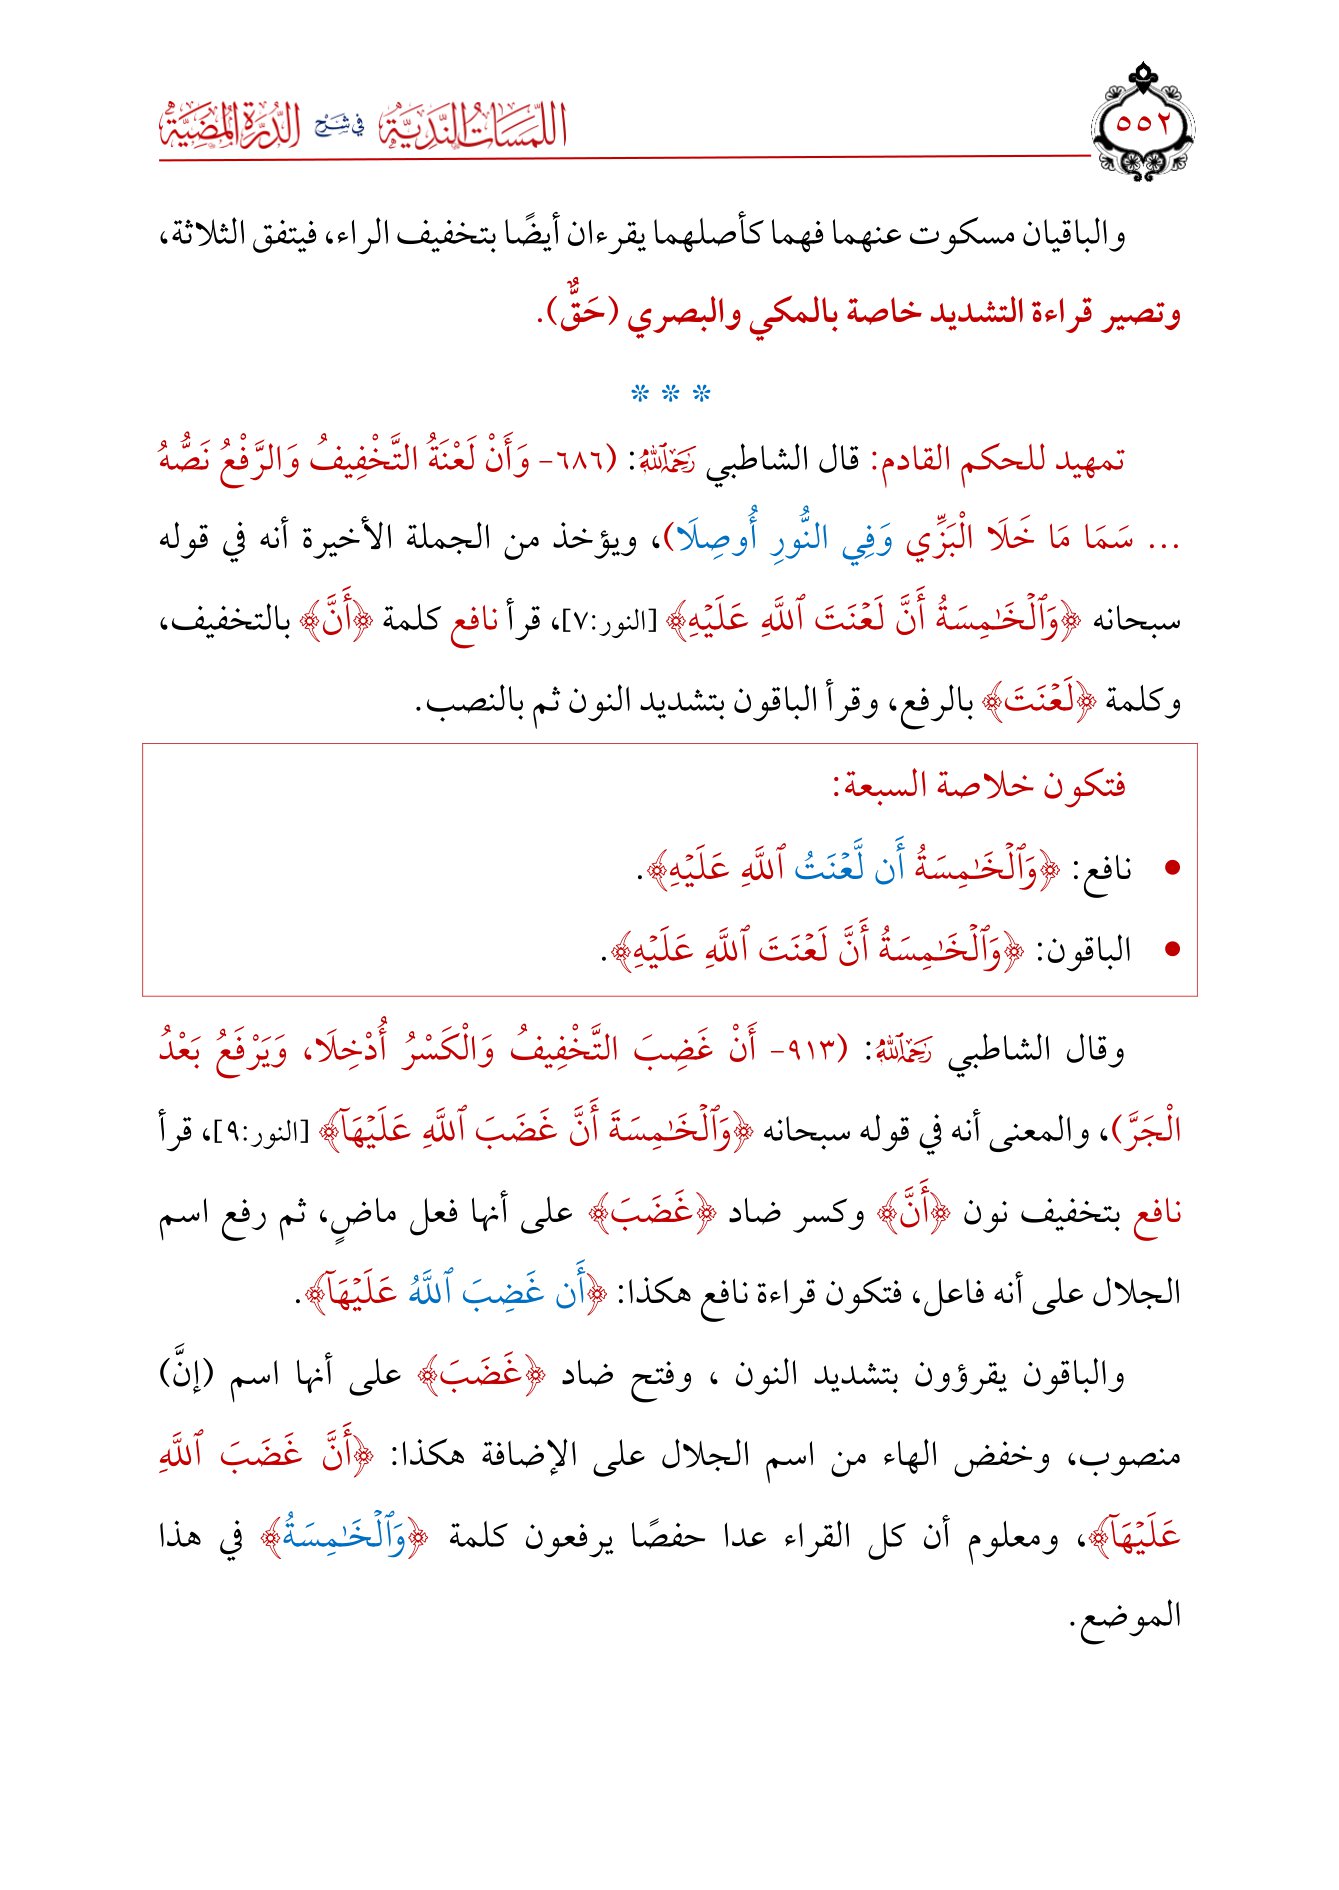 ٥٥٢
اللمسات الندية في شرح الدرة المضية
والباقيان مسكوت عنهما فهما كأصلهما يقرءان أيضًا بتخفيف الراء، فيتفق الثلاثة،
وتصير قراءة التشديد خاصة بالمكي والبصري (حَقٌّ).
* * *
تمهيد للحكم القادم: قال الشاطبي رَحِمَهُ ٱللَّهُ: (٦٨٦- وَأَنْ لَعْنَةُ التَّخْفِيفُ وَالرَّفْعُ نَصُّهُ
... سَمَا مَا خَلَا الْبَزِّي وَفِي النُّورِ أُوصِلَا)، ويؤخذ من الجملة الأخيرة أنه في قوله
سبحانه ﴿وَٱلۡخَٰمِسَةُ أَنَّ لَعۡنَتَ ٱللَّهِ عَلَيۡهِ﴾ [النور:٧]، قرأ نافع كلمة ﴿أَنَّ﴾ بالتخفيف،
وكلمة ﴿لَعۡنَتَ﴾ بالرفع، وقرأ الباقون بتشديد النون ثم بالنصب.
فتكون خلاصة السبعة:
• نافع: ﴿وَٱلۡخَٰمِسَةُ أَن لَّعۡنَتُ ٱللَّهِ عَلَيۡهِ﴾.
• الباقون: ﴿وَٱلۡخَٰمِسَةُ أَنَّ لَعۡنَتَ ٱللَّهِ عَلَيۡهِ﴾.
وقال الشاطبي رَحِمَهُ ٱللَّهُ: (٩١٣- أَنْ غَضِبَ التَّخْفِيفُ وَالْكَسْرُ أُدْخِلَا، وَيَرْفَعُ بَعْدُ
الْجَرَّ)، والمعنى أنه في قوله سبحانه ﴿وَٱلۡخَٰمِسَةَ أَنَّ غَضَبَ ٱللَّهِ عَلَيۡهَآ﴾ [النور:٩]، قرأ
نافع بتخفيف نون ﴿أَنَّ﴾ وكسر ضاد ﴿غَضَبَ﴾ على أنها فعل ماضٍ، ثم رفع اسم
الجلال على أنه فاعل، فتكون قراءة نافع هكذا: ﴿أَن غَضِبَ ٱللَّهُ عَلَيۡهَآ﴾.
والباقون يقرؤون بتشديد النون ، وفتح ضاد ﴿غَضَبَ﴾ على أنها اسم (إنَّ)
منصوب، وخفض الهاء من اسم الجلال على الإضافة هكذا: ﴿أَنَّ غَضَبَ ٱللَّهِ
عَلَيۡهَآ﴾، ومعلوم أن كل القراء عدا حفصًا يرفعون كلمة ﴿وَٱلۡخَٰمِسَةُ﴾ في هذا
الموضع.